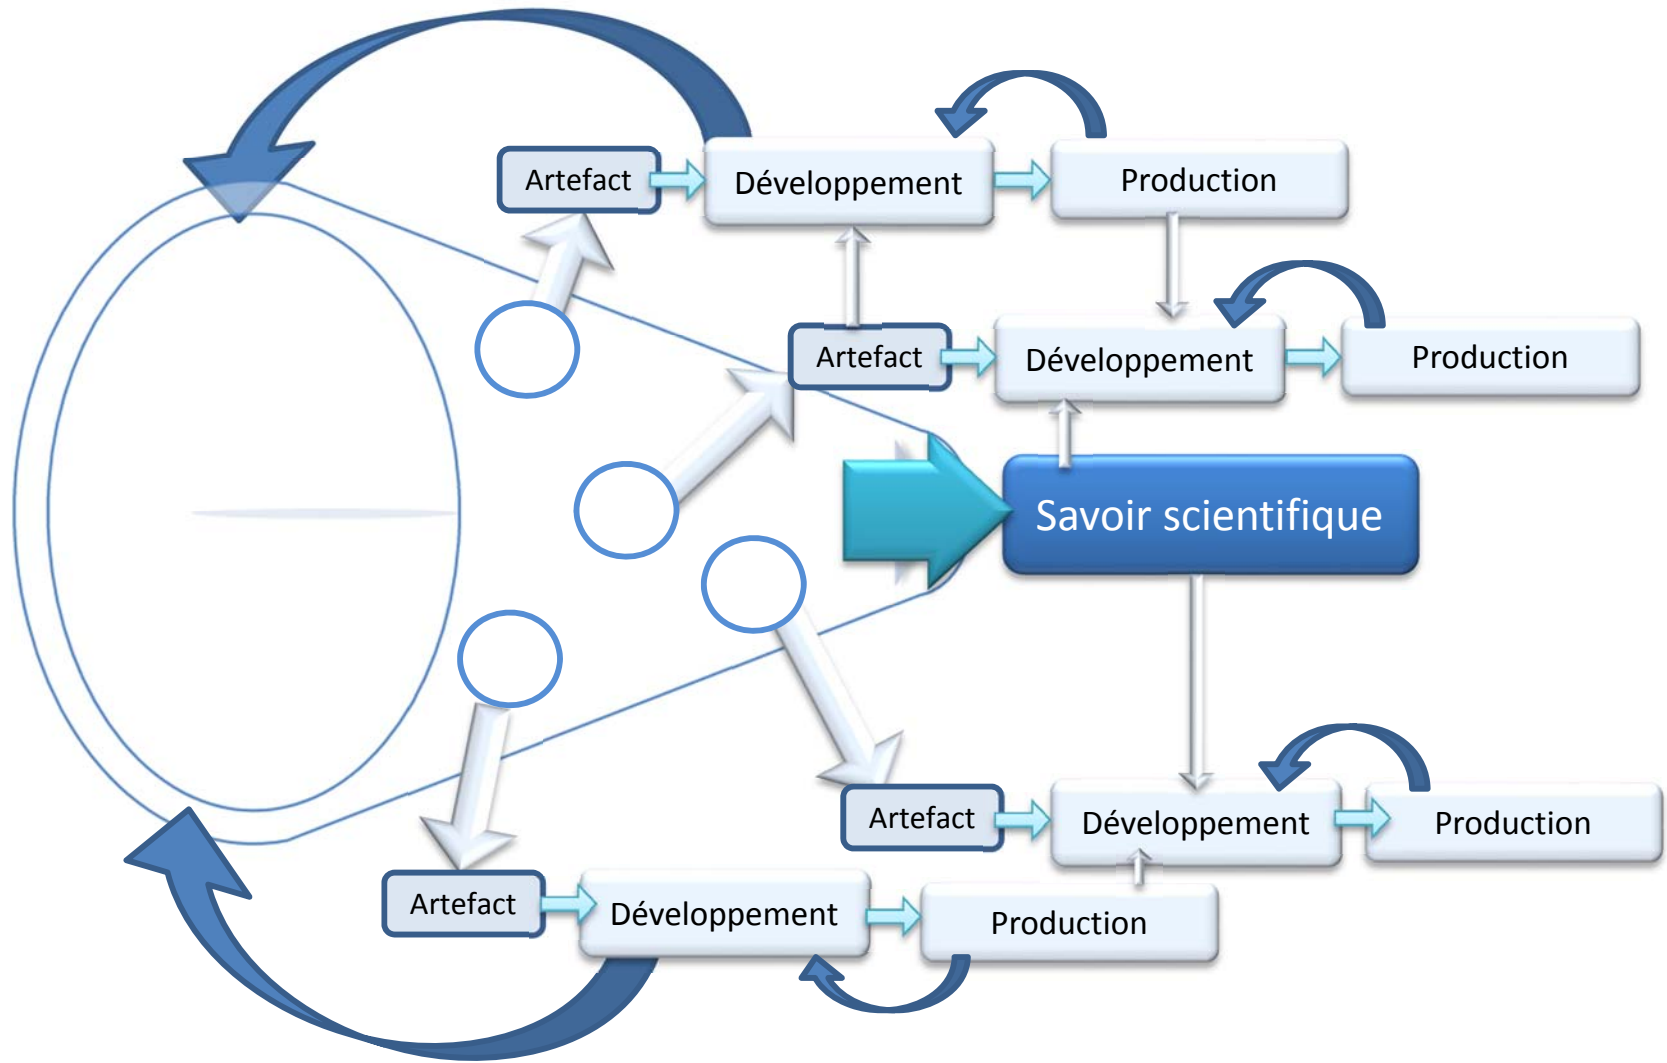 Artefact
Développement
Production
Artefact
Développement
Production
Savoir scientifique
Artefact
Développement
Production
Artefact
Développement
Production